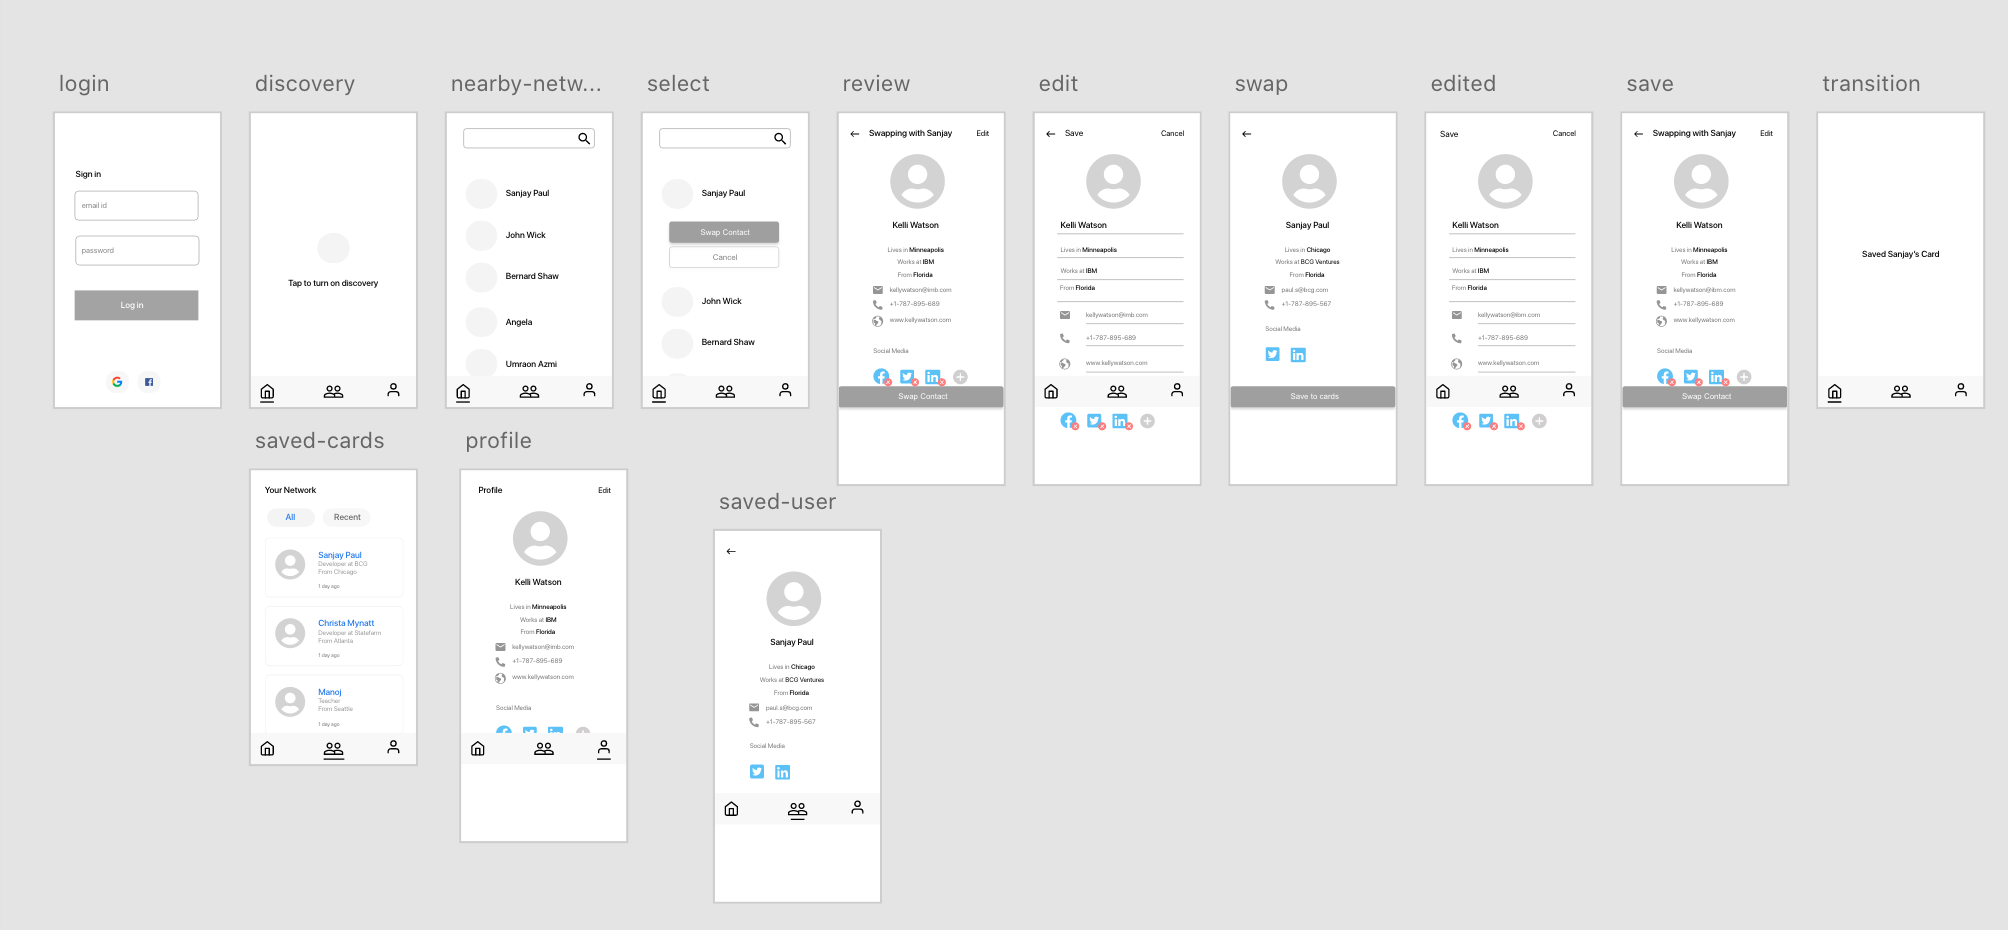 login
Sign in
email id
password
Log in
discovery
Tap to turn on discovery
nearby-netw...
Sanjay Paul
John Wick
Bernard Shaw
Angela
Umraon Azmi
select
Sanjay Paul
Swap Contact
Cancel
John Wick
Bernard Shaw
review
Swapping with Sanjay Edit
Kelli Watson
Lives in Minneapolis
Works at IBM
From Florida
kellywatson@imb.com
+1-787-895-689
www.kellywatson.com
Social Media
Swap Contact
edit
Save Cancel
Kelli Watson
Lives in Minneapolis
Works at IBM
From Florida
kellywatson@imb.com
+1-787-895-689
www.kellywatson.com
swap
Sanjay Paul
Lives in Chicago
Works at BCG Ventures
From Florida
paul.s@bcg.com
+1-787-895-567
Social Media
Save to cards
edited
Save Cancel
Kelli Watson
Lives in Minneapolis
Works at IBM
From Florida
kellywatson@ibm.com
+1-787-895-689
www.kellywatson.com
save
Swapping with Sanjay Edit
Kelli Watson
Lives in Minneapolis
Works at IBM
From Florida
kellywatson@ibm.com
+1-787-895-689
www.kellywatson.com
Social Media
Swap Contact
transition
Saved Sanjay's Card
saved-cards
Your Network
All Recent
Sanjay Paul
Developer at BCG
From Chicago
1 day ago
Christa Mynatt
Developer at Statefarm
From Atlanta
1 day ago
Manoj
Teacher
From Seattle
1 day ago
profile
Profile Edit
Kelli Watson
Lives in Minneapolis
Works at IBM
From Florida
kellywatson@imb.com
+1-787-895-689
www.kellywatson.com
Social Media
saved-user
Sanjay Paul
Lives in Chicago
Works at BCG Ventures
From Florida
paul.s@bcg.com
+1-787-895-567
Social Media